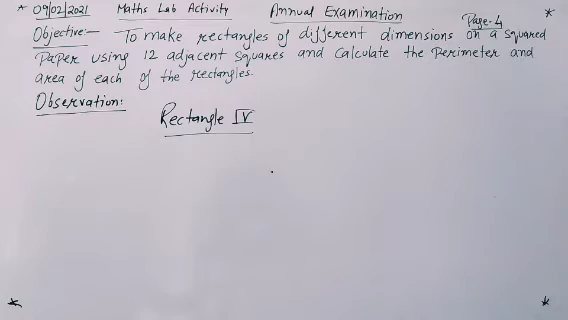 * 09/02/2021 Maths Lab Activity Annual Examination *
Page-4
Objective:- To make rectangles of different dimensions on a squared
Paper using 12 adjacent squares and calculate the Perimeter and
area of each of the rectangles.
Observation:
Rectangle IV
* *